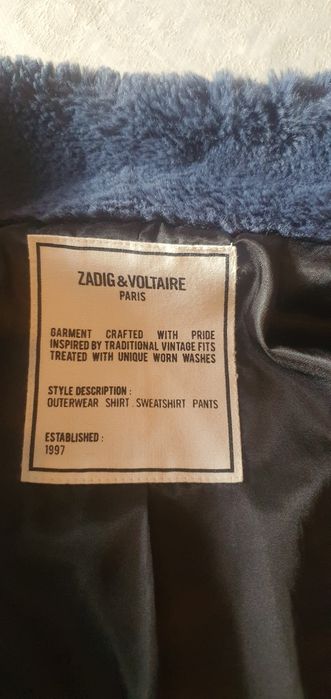 ZADIG & VOLTAIRE
PARIS
GARMENT CRAFTED WITH PRIDE
INSPIRED BY TRADITIONAL VINTAGE FITS
TREATED WITH UNIQUE WORN WASHES
STYLE DESCRIPTION :
OUTERWEAR SHIRT . SWEATSHIRT PANTS
ESTABLISHED :
1997